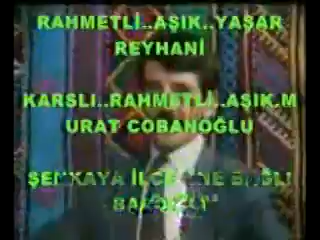 RAHMETLİ..AŞIK..YAŞAR
REYHANİ
KARSLI..RAHMETLİ..AŞIK.M
URAT COBANOĞLU
ŞENKAYA